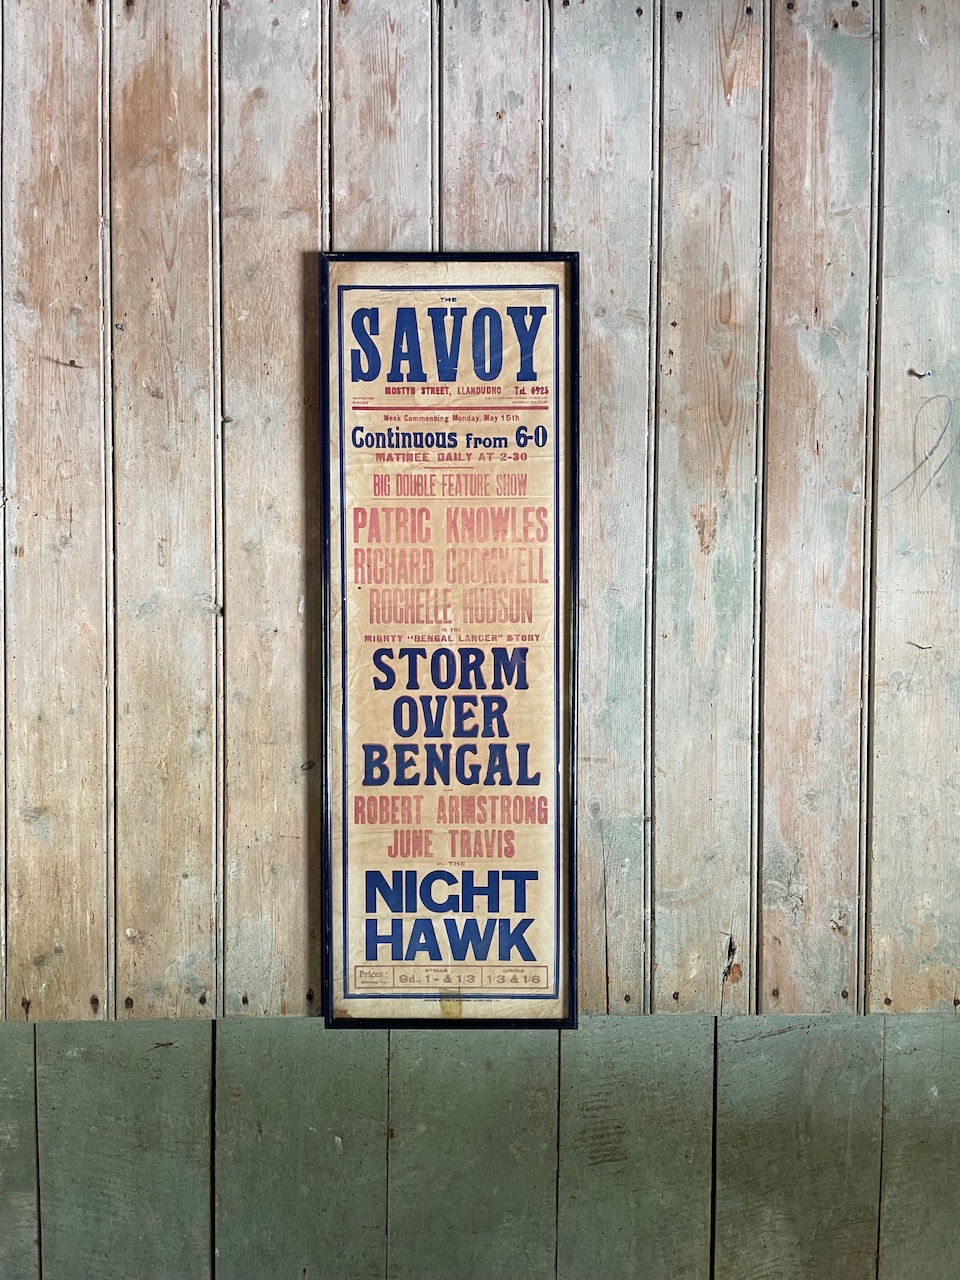 THE
SAVOY
MOSTYN STREET, LLANDUDNO Tel. 6925
Week Commencing Monday, May 15th
Continuous from 6-0
MATINEE DAILY AT 2-30
BIG DOUBLE FEATURE SHOW
PATRIC KNOWLES
RICHARD CROMWELL
ROCHELLE HUDSON
IN THE
MIGHTY "BENGAL LANCER" STORY
STORM
OVER
BENGAL
ROBERT ARMSTRONG
JUNE TRAVIS
in THE
NIGHT
HAWK
Prices: STALLS CIRCLE
9d., 1/- & 1/3 1/3 & 1/6